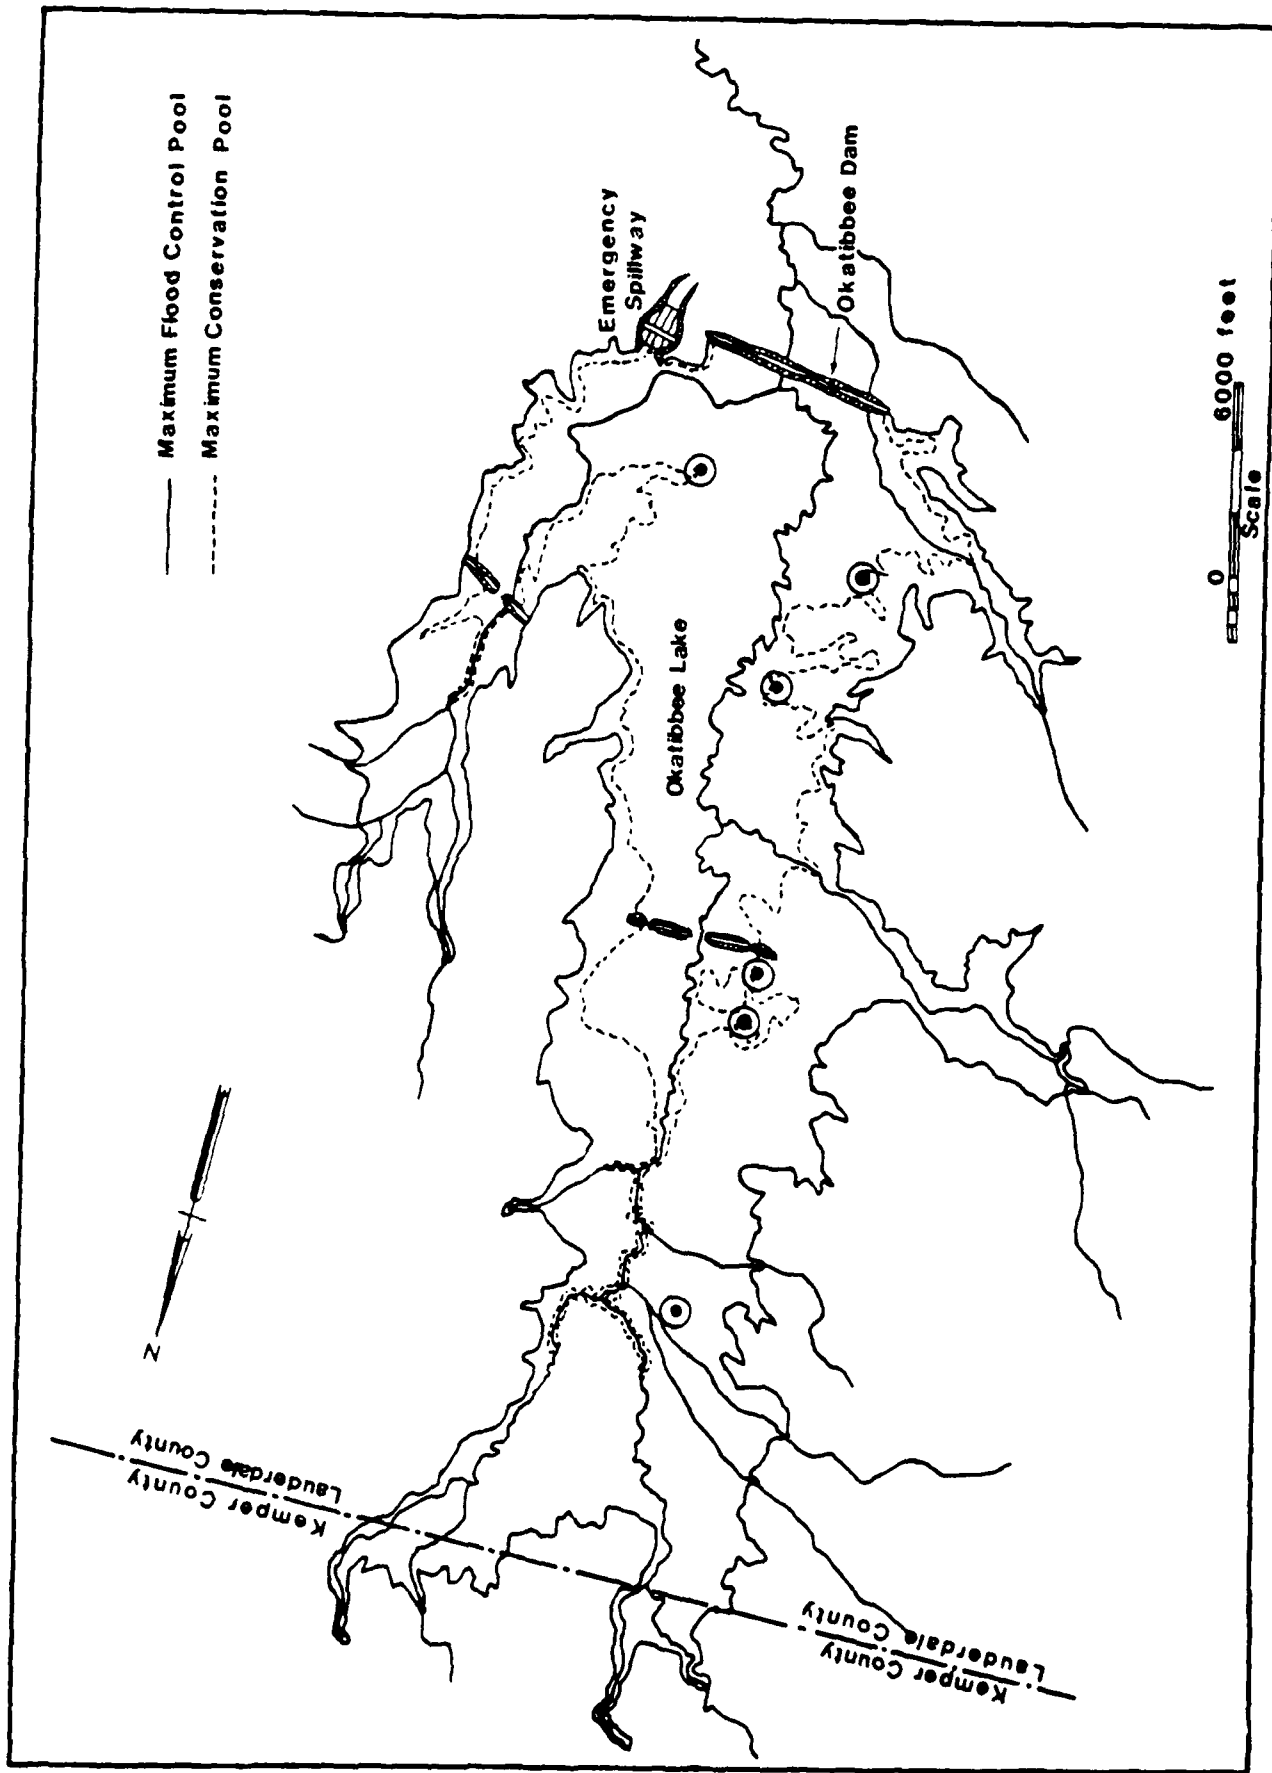 Maximum Flood Control Pool
Maximum Conservation Pool
Emergency
Spillway
Okatibbee Dam
Okatibbee Lake
N
Lauderdale County
Kemper County
Kemper County
Lauderdale County
0 6000 feet
Scale